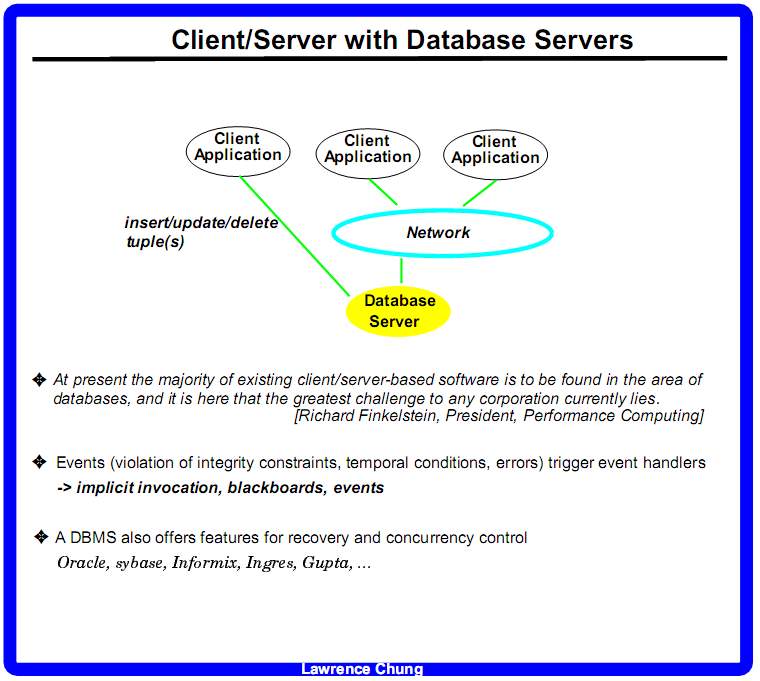 Client/Server with Database Servers
Client
Application
Client
Application
Client
Application
insert/update/delete
tuple(s)
Network
Database
Server
At present the majority of existing client/server-based software is to be found in the area of
databases, and it is here that the greatest challenge to any corporation currently lies.
[Richard Finkelstein, President, Performance Computing]
Events (violation of integrity constraints, temporal conditions, errors) trigger event handlers
-> implicit invocation, blackboards, events
A DBMS also offers features for recovery and concurrency control
Oracle, sybase, Informix, Ingres, Gupta, ...
Lawrence Chung